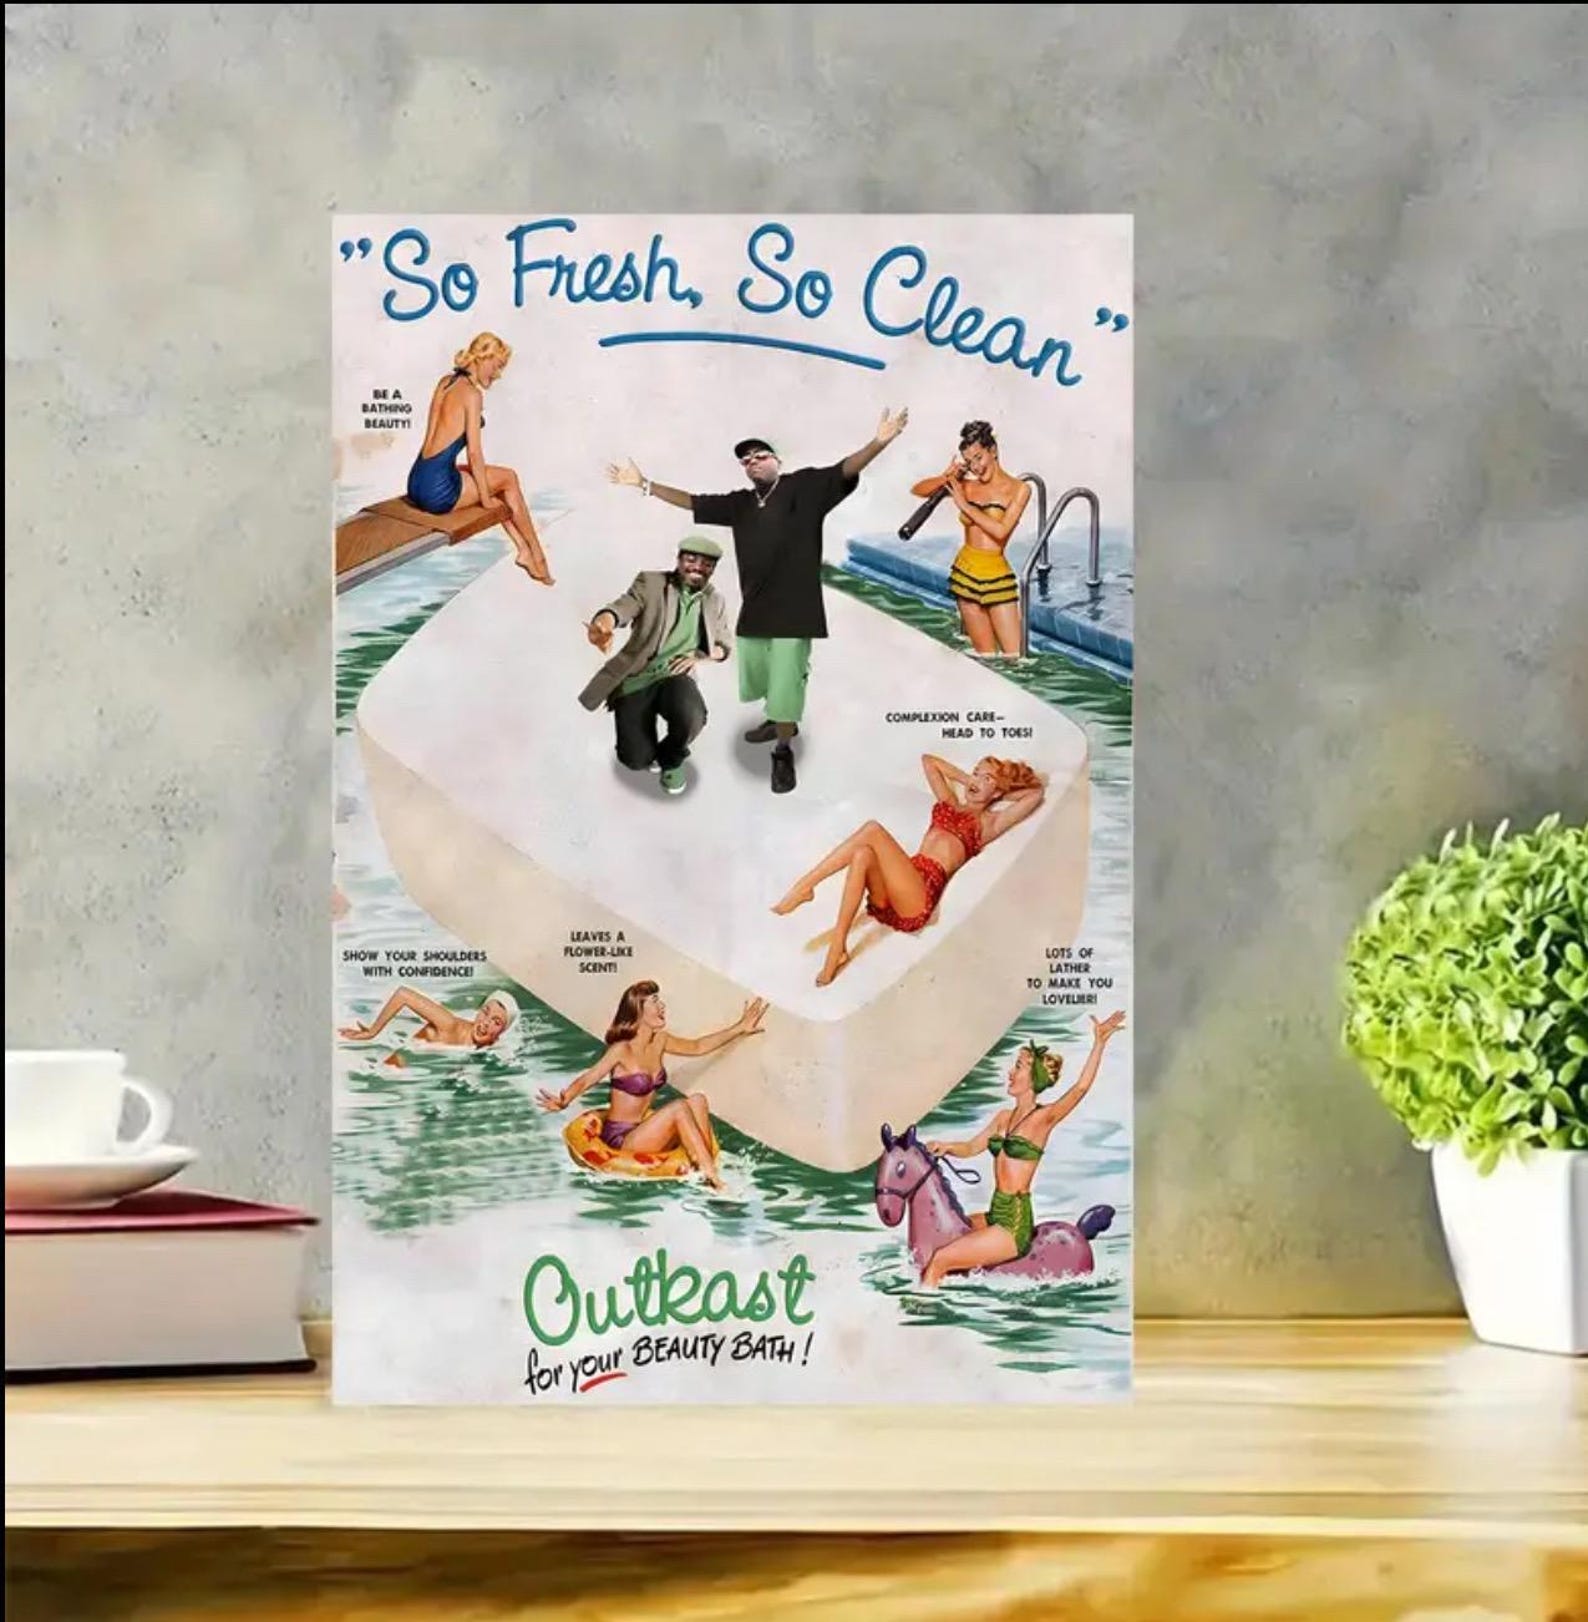 ”So Fresh, So Clean”
BE A
BATHING
BEAUTY!
COMPLEXION CARE–
HEAD TO TOES!
SHOW YOUR SHOULDERS
WITH CONFIDENCE!
LEAVES A
FLOWER-LIKE
SCENT!
LOTS OF
LATHER
TO MAKE YOU
LOVELIER!
Outkast
for your BEAUTY BATH!